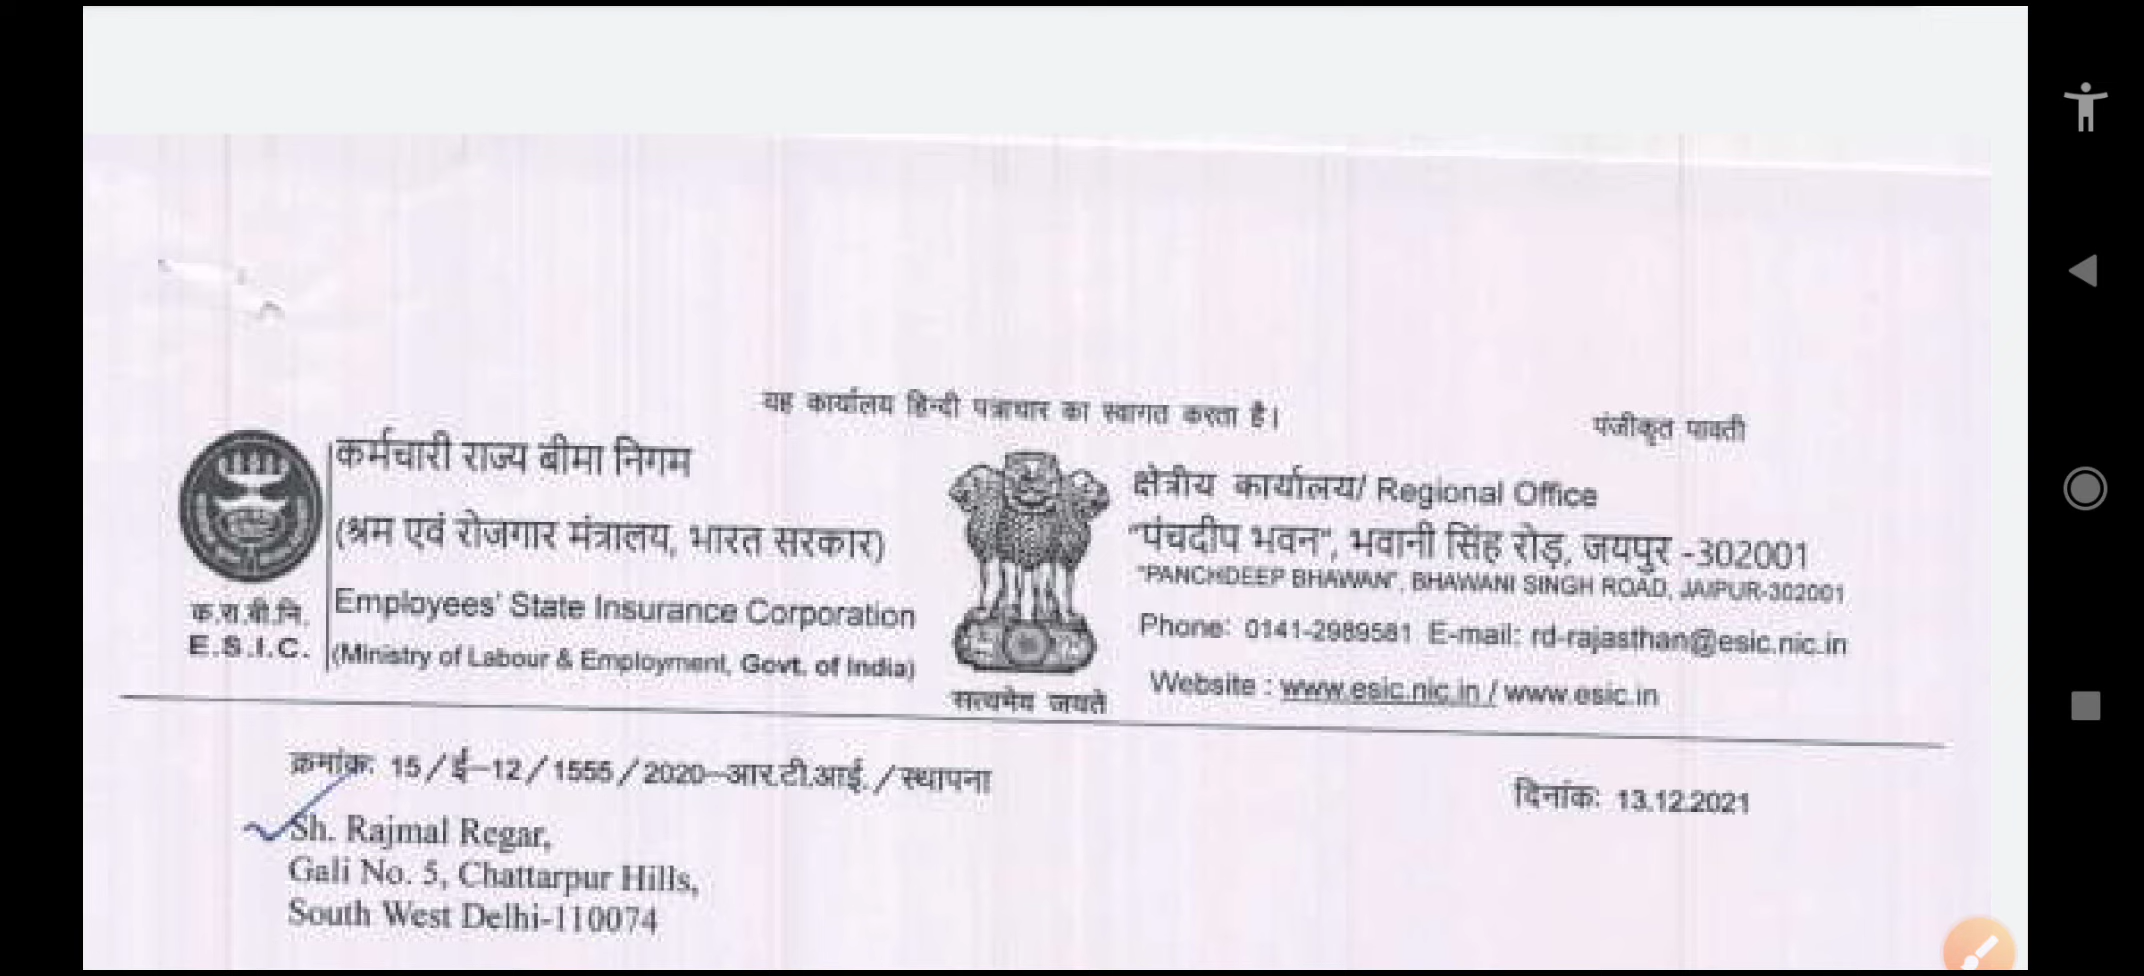 यह कार्यालय हिन्दी पत्राचार का स्वागत करता है।
पंजीकृत पावती
कर्मचारी राज्य बीमा निगम
(श्रम एवं रोजगार मंत्रालय, भारत सरकार)
Employees' State Insurance Corporation
(Ministry of Labour & Employment, Govt. of India)
क.रा.बी.नि.
E.S.I.C.
सत्यमेव जयते
क्षेत्रीय कार्यालय/ Regional Office
"पंचदीप भवन", भवानी सिंह रोड़, जयपुर -302001
"PANCHDEEP BHAWAN", BHAWANI SINGH ROAD, JAIPUR-302001
Phone: 0141-2989581 E-mail: rd-rajasthan@esic.nic.in
Website : www.esic.nic.in / www.esic.in
क्रमांक: 15/ई-12/1555/2020-आर.टी.आई./स्थापना
दिनांक: 13.12.2021
Sh. Rajmal Regar,
Gali No. 5, Chattarpur Hills,
South West Delhi-110074